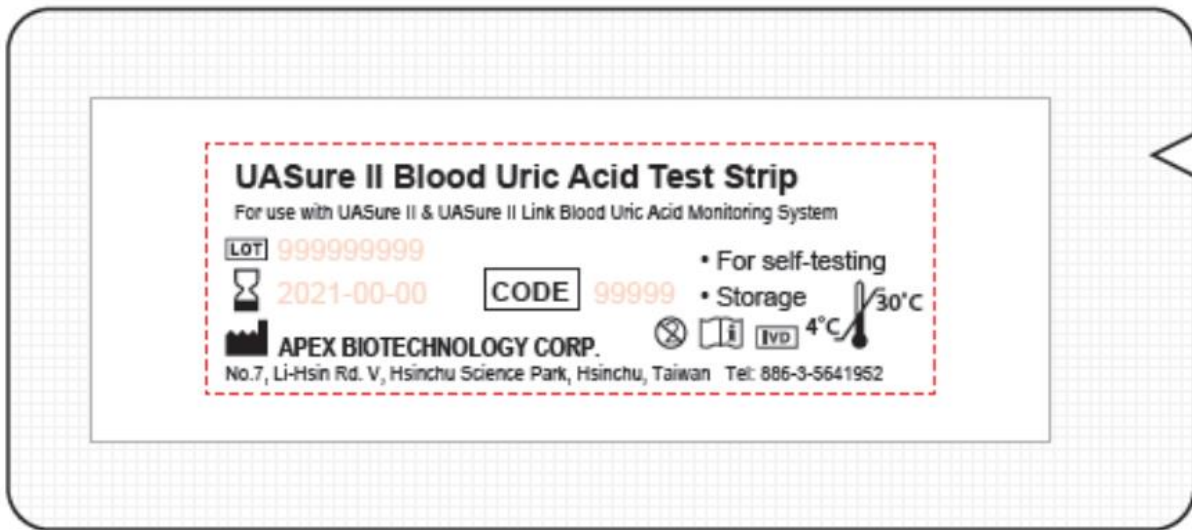 UASure II Blood Uric Acid Test Strip
For use with UASure II & UASure II Link Blood Uric Acid Monitoring System
LOT 999999999
• For self-testing
2021-00-00 CODE 99999 • Storage
30°C
4°C
IVD
APEX BIOTECHNOLOGY CORP.
No.7, Li-Hsin Rd. V, Hsinchu Science Park, Hsinchu, Taiwan Tel: 886-3-5641952